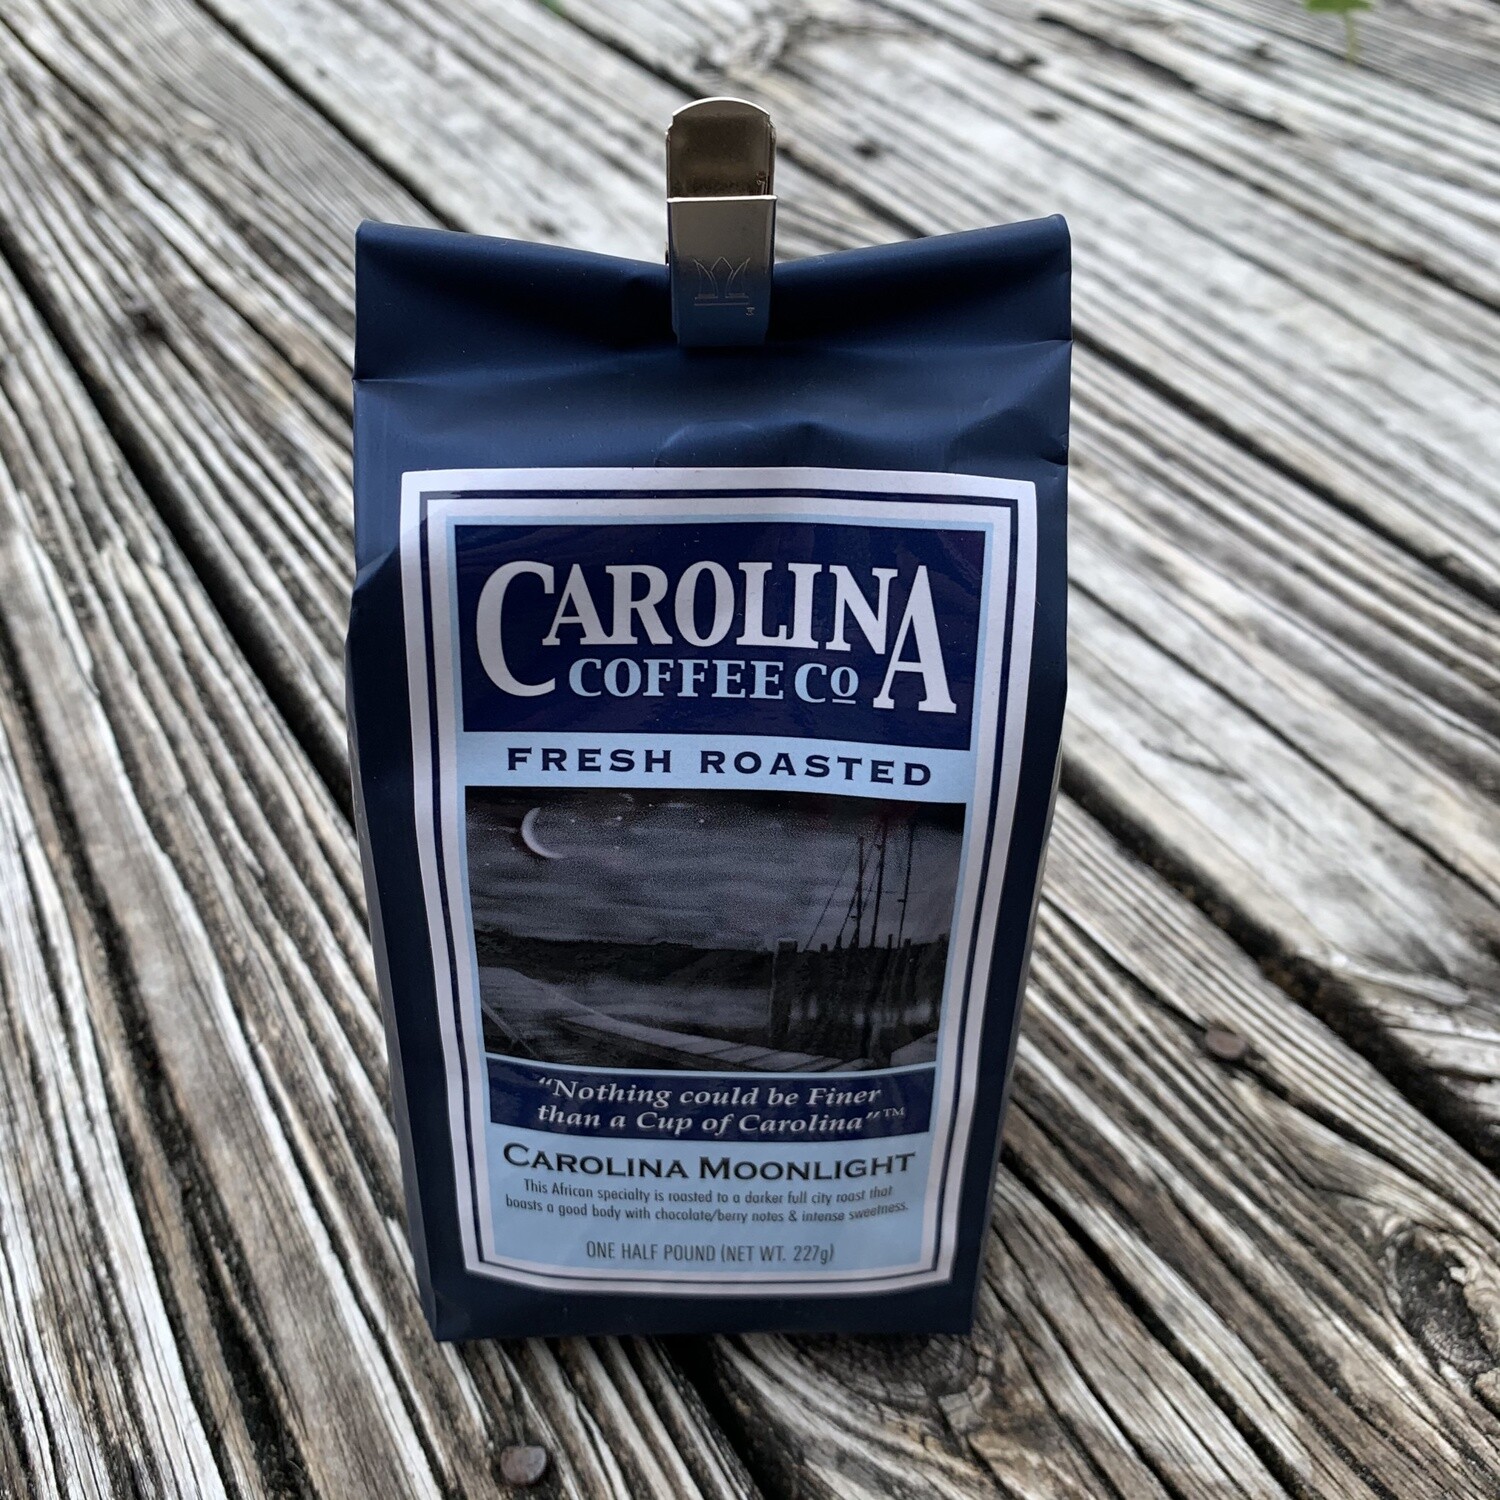 CAROLINA
COFFEE Co
FRESH ROASTED
“Nothing could be Finer
than a Cup of Carolina”™
CAROLINA MOONLIGHT
This African specialty is roasted to a darker full city roast that
boasts a good body with chocolate/berry notes & intense sweetness.
ONE HALF POUND (NET WT. 227g)